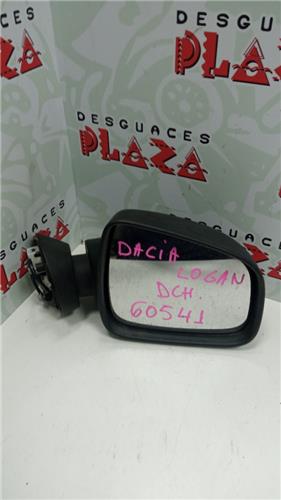 DESGUACES
PLAZA
DESGUACES
PLAZA
DACIA
LOGAN
DCH.
60541